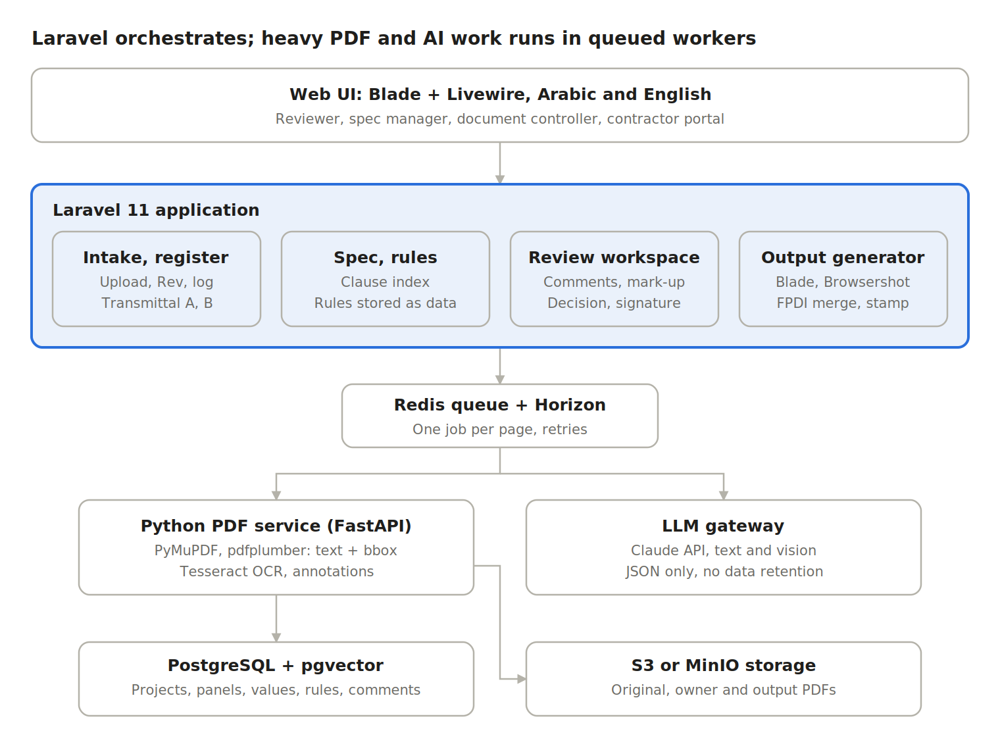 Laravel orchestrates; heavy PDF and AI work runs in queued workers
Web UI: Blade + Livewire, Arabic and English
Reviewer, spec manager, document controller, contractor portal
Laravel 11 application
Intake, register
Upload, Rev, log
Transmittal A, B
Spec, rules
Clause index
Rules stored as data
Review workspace
Comments, mark-up
Decision, signature
Output generator
Blade, Browsershot
FPDI merge, stamp
Redis queue + Horizon
One job per page, retries
Python PDF service (FastAPI)
PyMuPDF, pdfplumber: text + bbox
Tesseract OCR, annotations
LLM gateway
Claude API, text and vision
JSON only, no data retention
PostgreSQL + pgvector
Projects, panels, values, rules, comments
S3 or MinIO storage
Original, owner and output PDFs